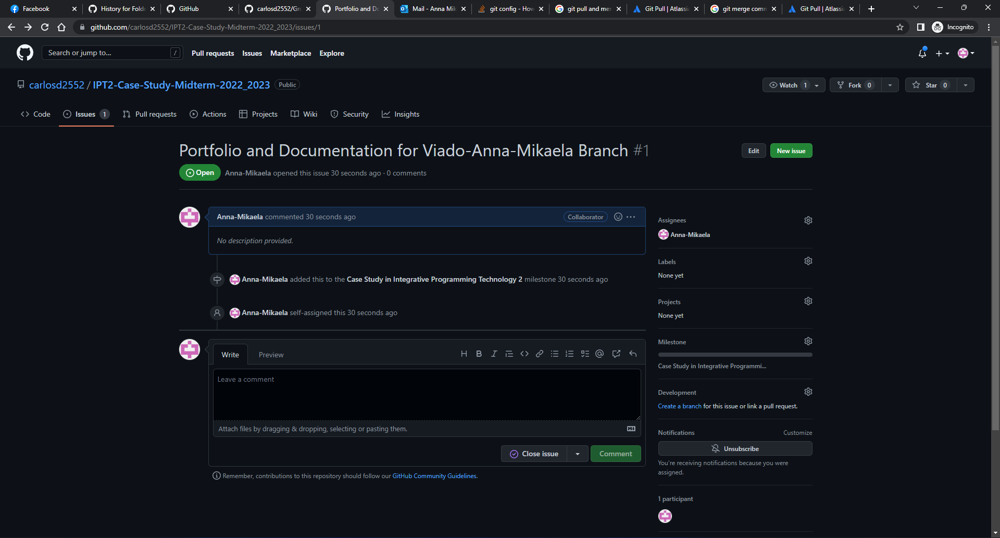 Facebook
History for Fold
GitHub
carlosd2552/Gro
Portfolio and Do
Mail - Anna Mik
git config - How
git pull and mer
Git Pull | Atlassia
git merge comm
Git Pull | Atlassia
github.com/carlosd2552/IPT2-Case-Study-Midterm-2022_2023/issues/1
Incognito
Search or jump to...
/
Pull requests
Issues
Marketplace
Explore
carlosd2552 / IPT2-Case-Study-Midterm-2022_2023
Public
Watch 1
Fork 0
Star 0
Code
Issues 1
Pull requests
Actions
Projects
Wiki
Security
Insights
Portfolio and Documentation for Viado-Anna-Mikaela Branch #1
Edit
New issue
Open
Anna-Mikaela opened this issue 30 seconds ago · 0 comments
Anna-Mikaela commented 30 seconds ago
Collaborator
No description provided.
Anna-Mikaela added this to the Case Study in Integrative Programming Technology 2 milestone 30 seconds ago
Anna-Mikaela self-assigned this 30 seconds ago
Write
Preview
Leave a comment
Attach files by dragging & dropping, selecting or pasting them.
Close issue
Comment
Remember, contributions to this repository should follow our GitHub Community Guidelines.
Assignees
Anna-Mikaela
Labels
None yet
Projects
None yet
Milestone
Case Study in Integrative Programmi...
Development
Create a branch for this issue or link a pull request.
Notifications
Customize
Unsubscribe
You're receiving notifications because you were
assigned.
1 participant